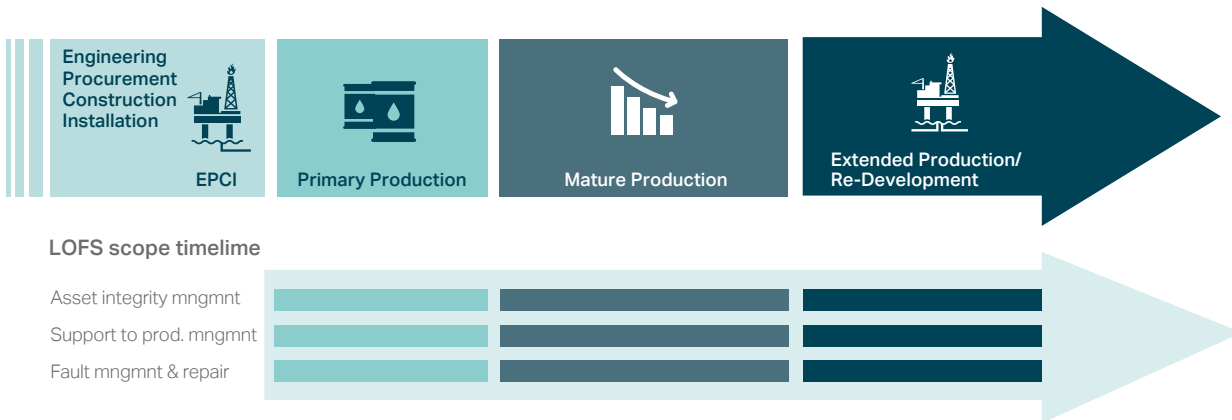 Engineering
Procurement
Construction
Installation
EPCI
Primary Production
Mature Production
Extended Production/
Re-Development
LOFS scope timelime
Asset integrity mngmnt
Support to prod. mngmnt
Fault mngmnt & repair